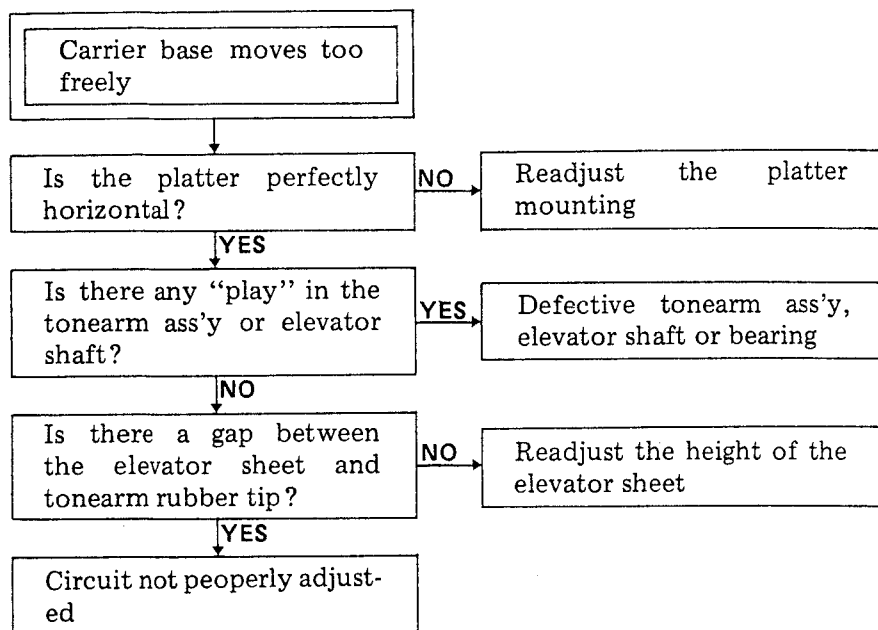 Carrier base moves too
freely
Is the platter perfectly
horizontal?
NO
Readjust the platter
mounting
YES
Is there any “play” in the
tonearm ass'y or elevator
shaft?
YES
Defective tonearm ass'y,
elevator shaft or bearing
NO
Is there a gap between
the elevator sheet and
tonearm rubber tip?
NO
Readjust the height of the
elevator sheet
YES
Circuit not peoperly adjust-
ed